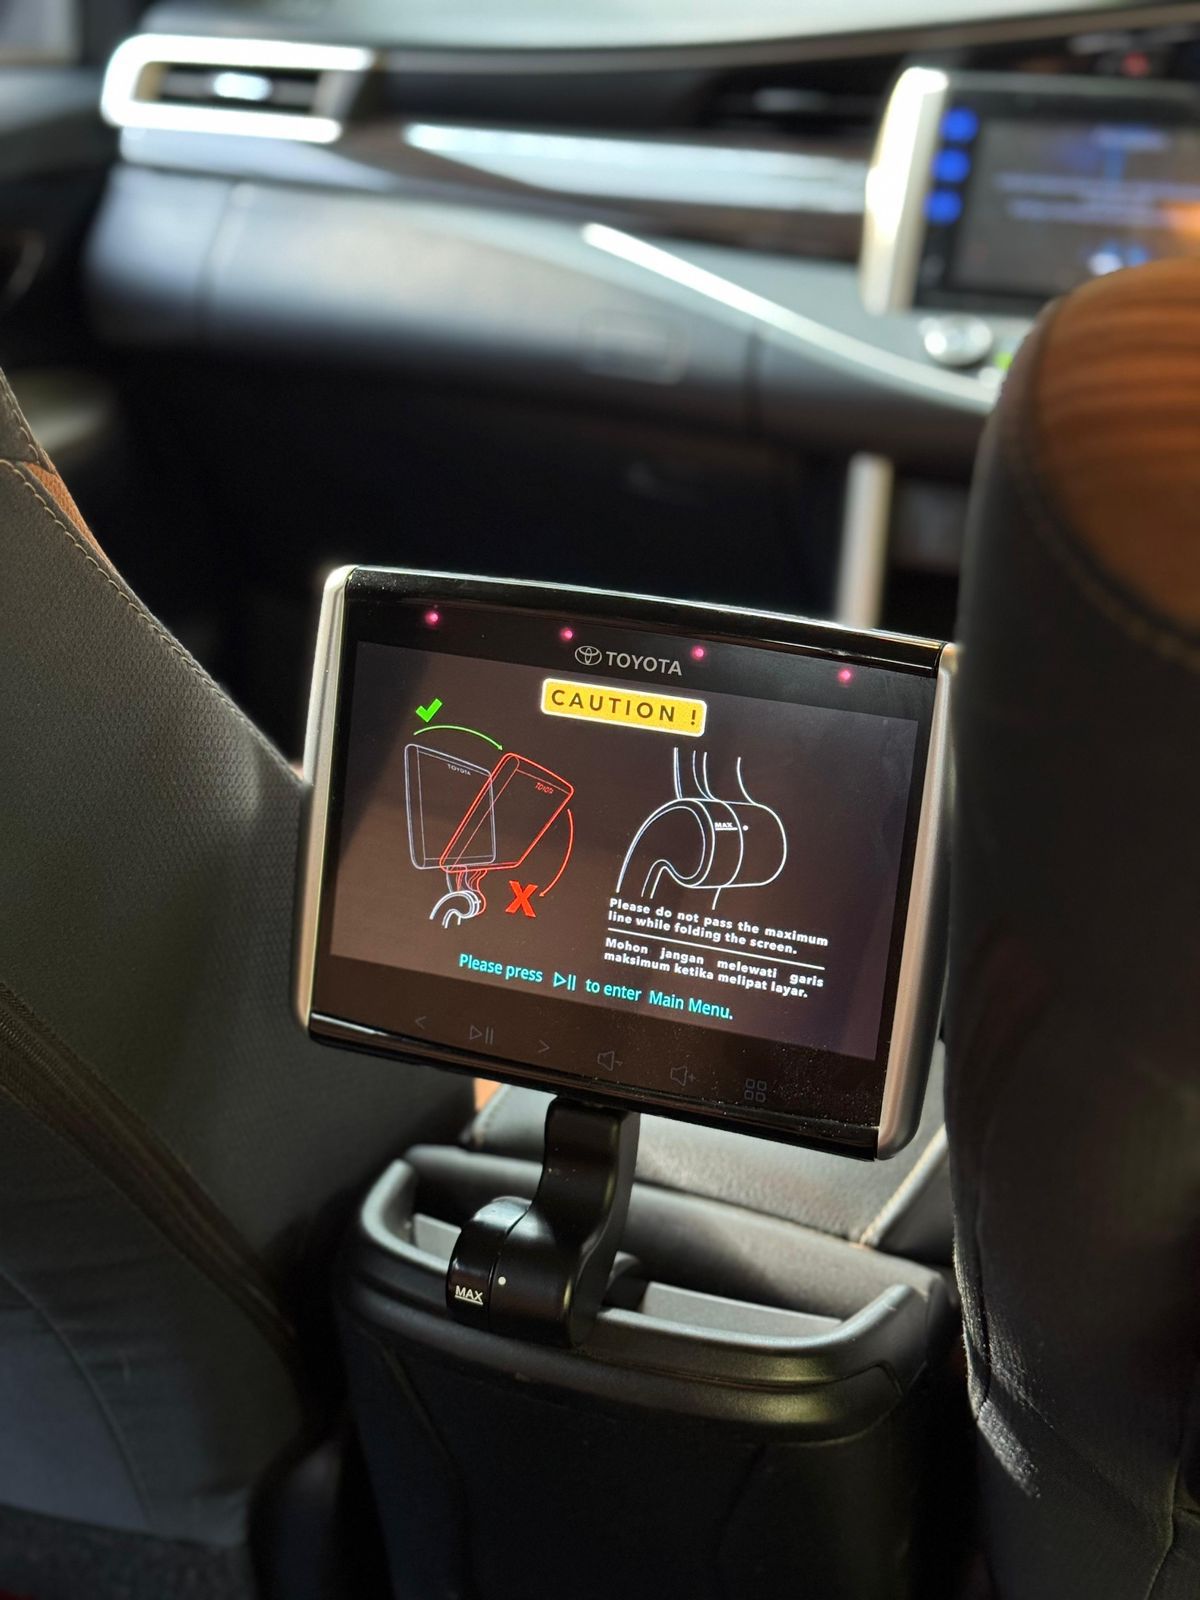 TOYOTA
CAUTION !
TOYOTA
MAX
Please do not pass the maximum
line while folding the screen.
Mohon jangan melewati garis
maksimum ketika melipat layar.
Please press ▷|| to enter Main Menu.
MAX